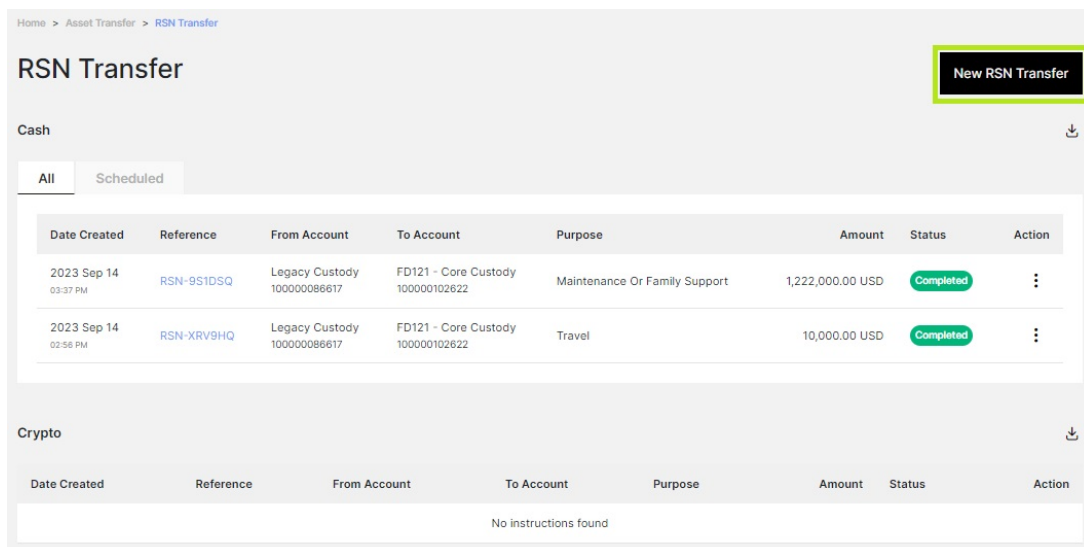 Home > Asset Transfer > RSN Transfer
RSN Transfer
New RSN Transfer
Cash
All Scheduled
Date Created Reference From Account To Account Purpose Amount Status Action
2023 Sep 14 RSN-9S1DSQ Legacy Custody FD121 - Core Custody Maintenance Or Family Support 1,222,000.00 USD Completed
03:37 PM 100000086617 100000102622
2023 Sep 14 RSN-XRV9HQ Legacy Custody FD121 - Core Custody Travel 10,000.00 USD Completed
02:56 PM 100000086617 100000102622
Crypto
Date Created Reference From Account To Account Purpose Amount Status Action
No instructions found